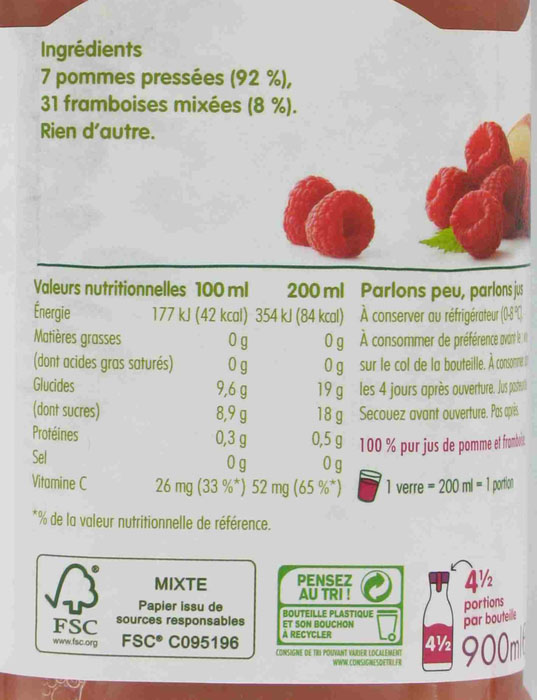 Ingrédients
7 pommes pressées (92 %),
31 framboises mixées (8 %).
Rien d'autre.
Valeurs nutritionnelles 100 ml 200 ml
Énergie 177 kJ (42 kcal) 354 kJ (84 kcal)
Matières grasses 0 g 0 g
(dont acides gras saturés) 0 g 0 g
Glucides 9,6 g 19 g
(dont sucres) 8,9 g 18 g
Protéines 0,3 g 0,5 g
Sel 0 g 0 g
Vitamine C 26 mg (33 %*) 52 mg (65 %*)
*% de la valeur nutritionnelle de référence.
Parlons peu, parlons jus
À conserver au réfrigérateur (0-8°C)
À consommer de préférence avant le
sur le col de la bouteille. À consommer
les 4 jours après ouverture. Jus
Secouez avant ouverture. Pas après.
100 % pur jus de pomme et framboise
1 verre = 200 ml = 1 portion
FSC
www.fsc.org
MIXTE
Papier issu de
sources responsables
FSC® C095196
PENSEZ
AU TRI !
BOUTEILLE PLASTIQUE
ET SON BOUCHON
À RECYCLER
CONSIGNE DE TRI POUVANT VARIER LOCALEMENT
WWW.CONSIGNESDETRI.FR
4½
portions
par bouteille
4½
900ml